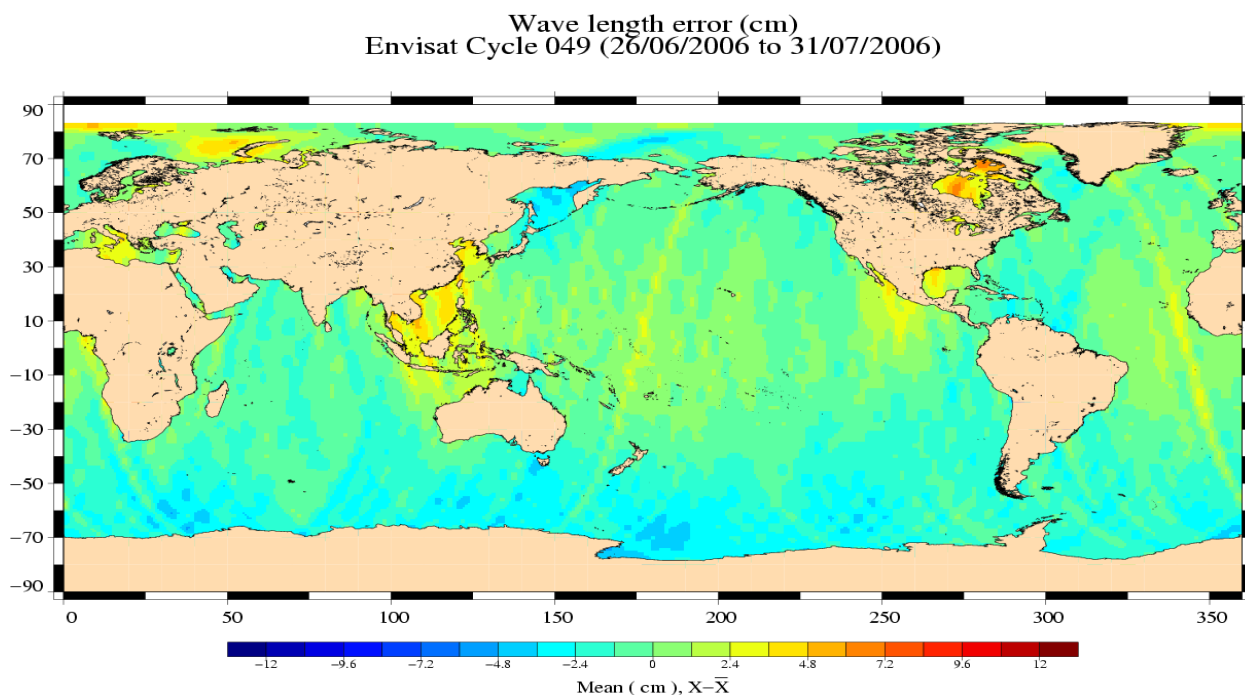 Wave length error (cm)
Envisat Cycle 049 (26/06/2006 to 31/07/2006)
90
70
50
30
10
−10
−30
−50
−70
−90
0 50 100 150 200 250 300 350
−12 −9.6 −7.2 −4.8 −2.4 0 2.4 4.8 7.2 9.6 12
Mean ( cm ), X−X̅